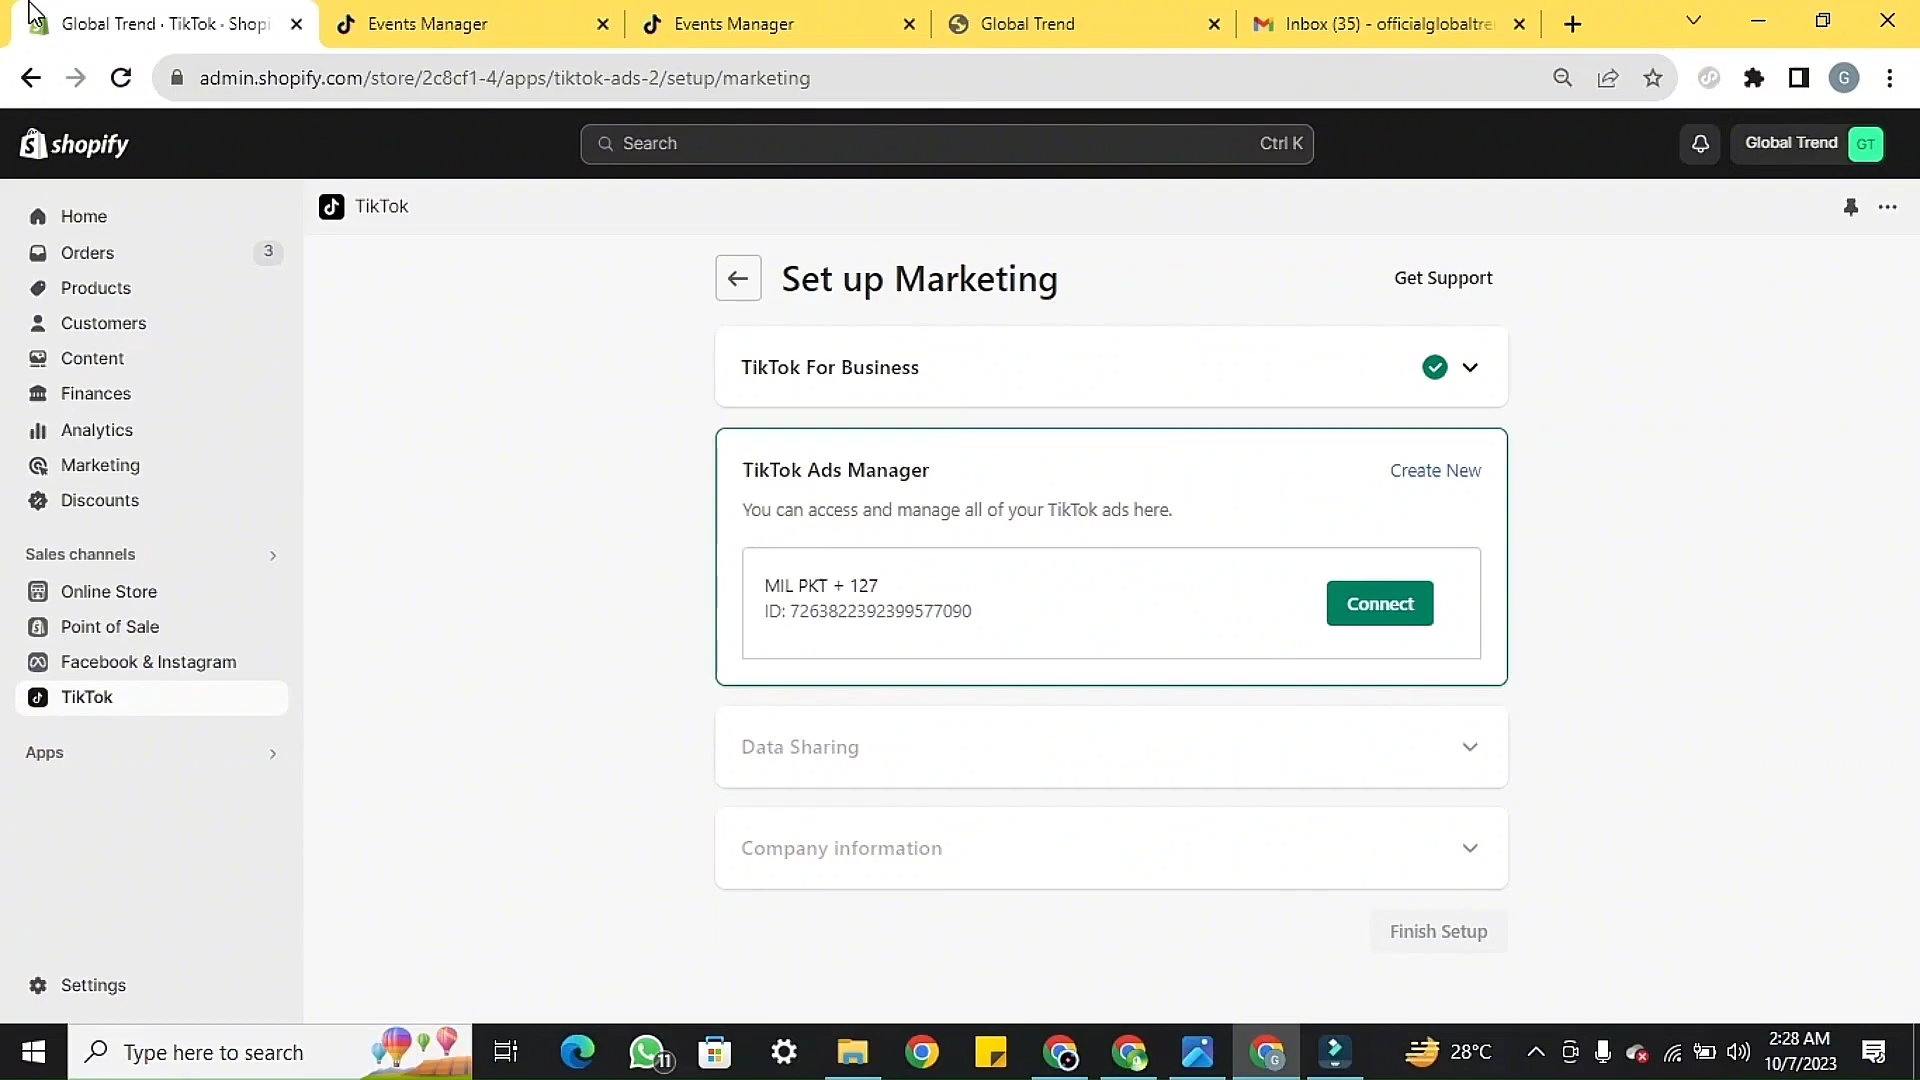 Global Trend · TikTok · Shopi
Events Manager
Events Manager
Global Trend
Inbox (35) - officialglobaltre
admin.shopify.com/store/2c8cf1-4/apps/tiktok-ads-2/setup/marketing
G
shopify
Search
Ctrl K
Global Trend
GT
Home
Orders
3
Products
Customers
Content
Finances
Analytics
Marketing
Discounts
Sales channels
Online Store
Point of Sale
Facebook & Instagram
TikTok
Apps
Settings
TikTok
Set up Marketing
Get Support
TikTok For Business
TikTok Ads Manager
Create New
You can access and manage all of your TikTok ads here.
MIL PKT + 127
ID: 7263822392399577090
Connect
Data Sharing
Company information
Finish Setup
Type here to search
11
G
28°C
2:28 AM
10/7/2023